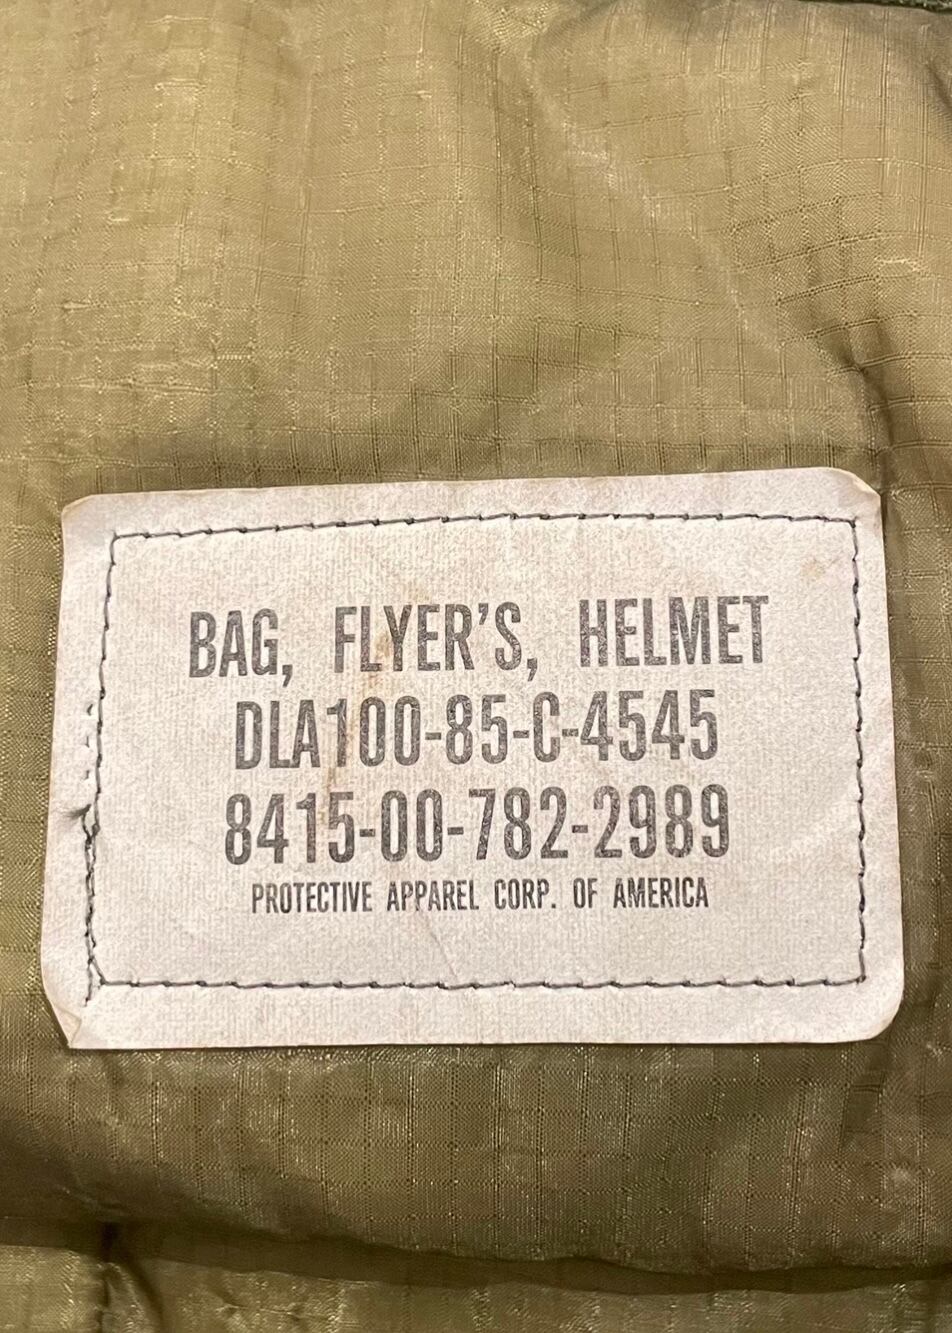 BAG, FLYER'S, HELMET
DLA100-85-C-4545
8415-00-782-2989
PROTECTIVE APPAREL CORP. OF AMERICA